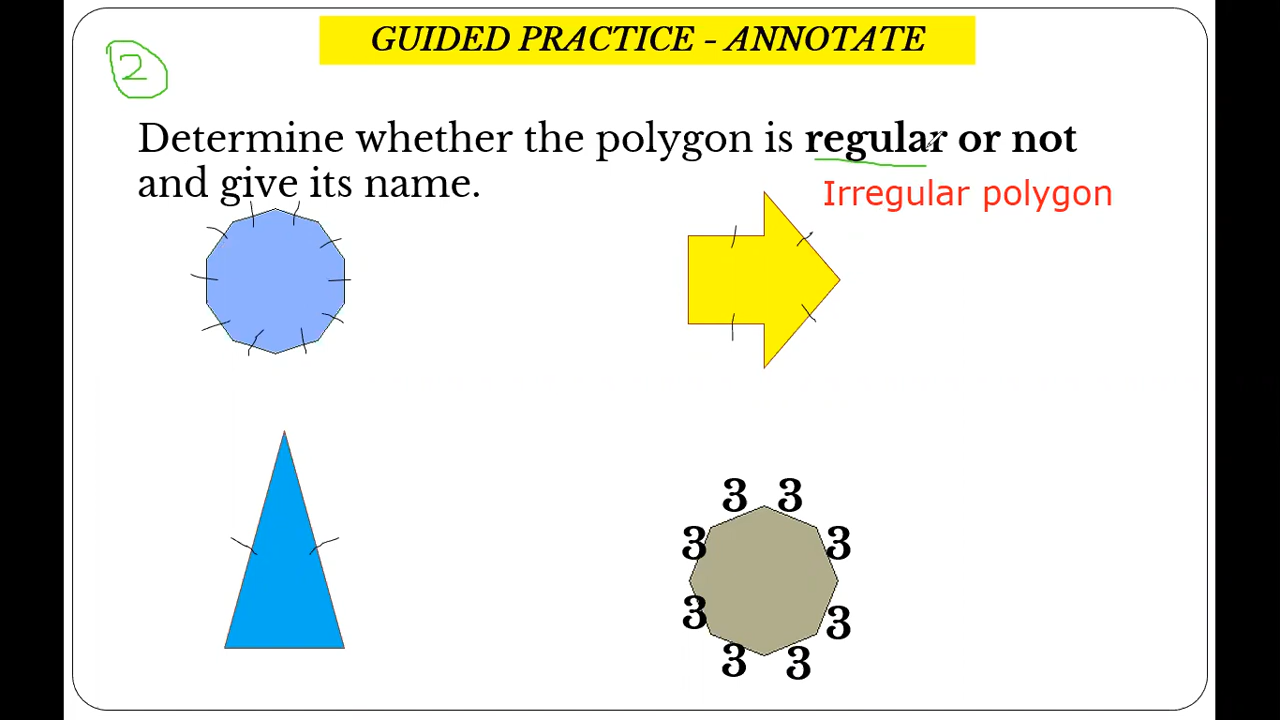 GUIDED PRACTICE - ANNOTATE
2
Determine whether the polygon is regular or not
and give its name.
Irregular polygon
3 3
3 3
3 3
3 3